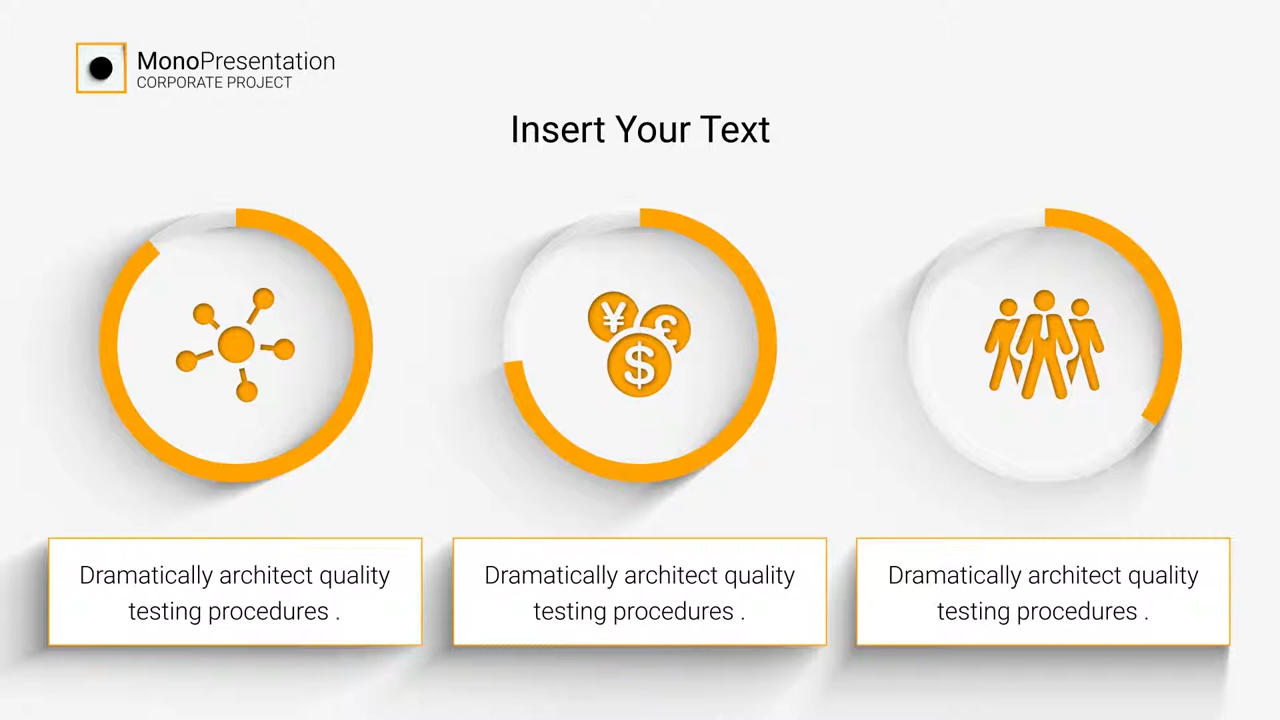 MonoPresentation
CORPORATE PROJECT
Insert Your Text
¥
£
$
Dramatically architect quality
testing procedures .
Dramatically architect quality
testing procedures .
Dramatically architect quality
testing procedures .